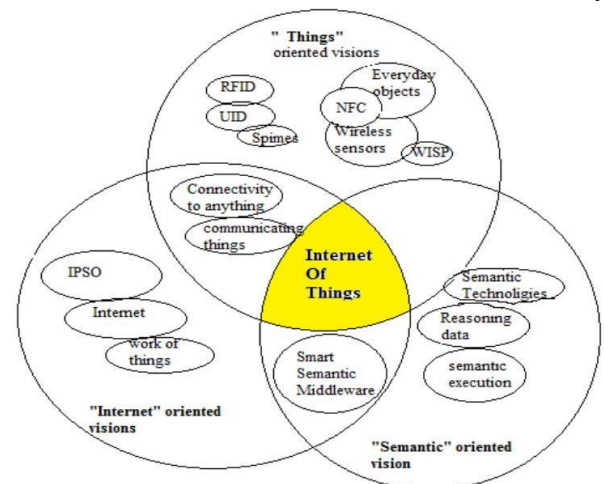 " Things"
oriented visions
RFID
UID
Spimes
Everyday
objects
NFC
Wireless
sensors
WISP
Connectivity
to anything
communicating
things
Internet
Of
Things
IPSO
Internet
work of
things
Semantic
Technoligies
Reasoning
data
semantic
execution
Smart
Semantic
Middleware
"Internet" oriented
visions
"Semantic" oriented
vision